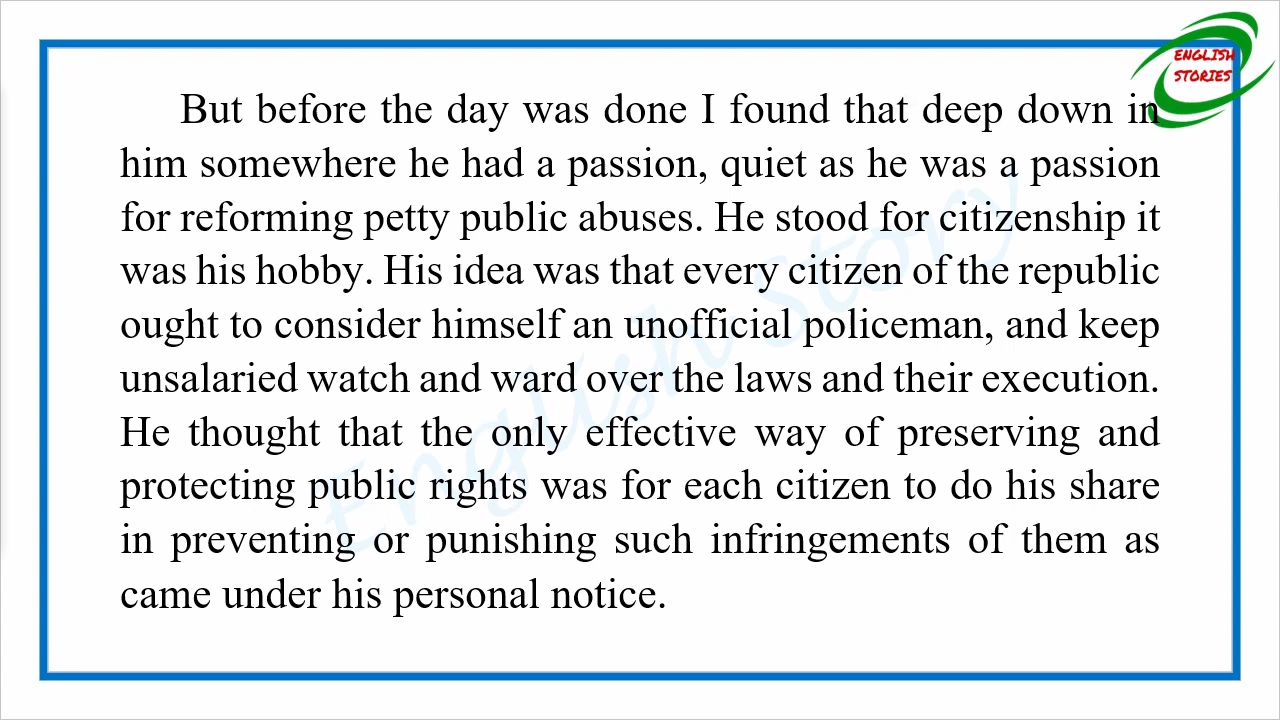 ENGLISH
STORIES
But before the day was done I found that deep down in
him somewhere he had a passion, quiet as he was a passion
for reforming petty public abuses. He stood for citizenship it
was his hobby. His idea was that every citizen of the republic
ought to consider himself an unofficial policeman, and keep
unsalaried watch and ward over the laws and their execution.
He thought that the only effective way of preserving and
protecting public rights was for each citizen to do his share
in preventing or punishing such infringements of them as
came under his personal notice.
English Story